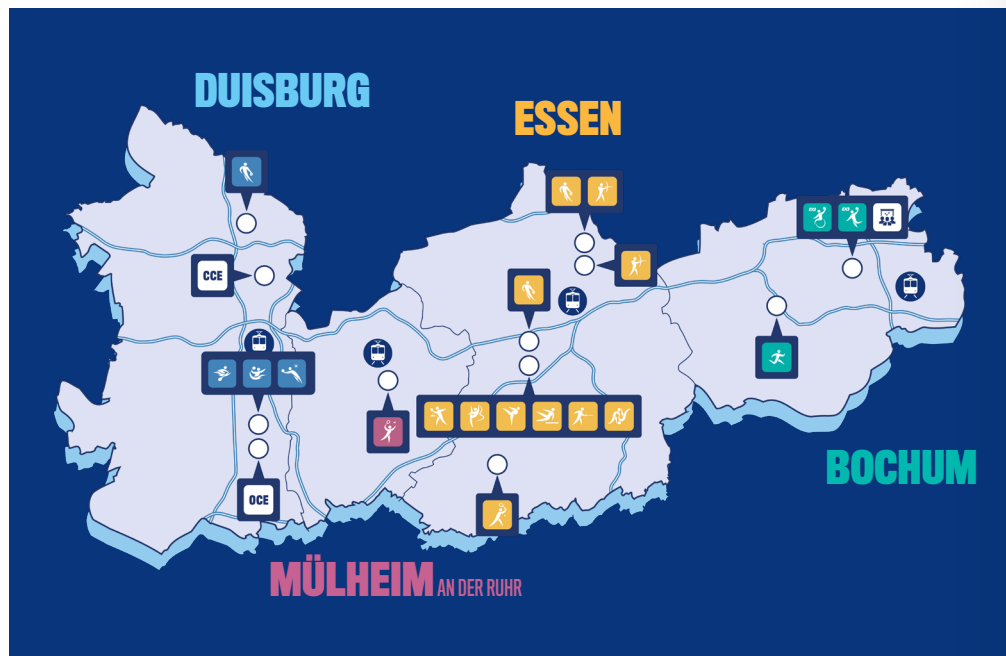 DUISBURG
ESSEN
CCE
OCE
BOCHUM
MÜLHEIM AN DER RUHR